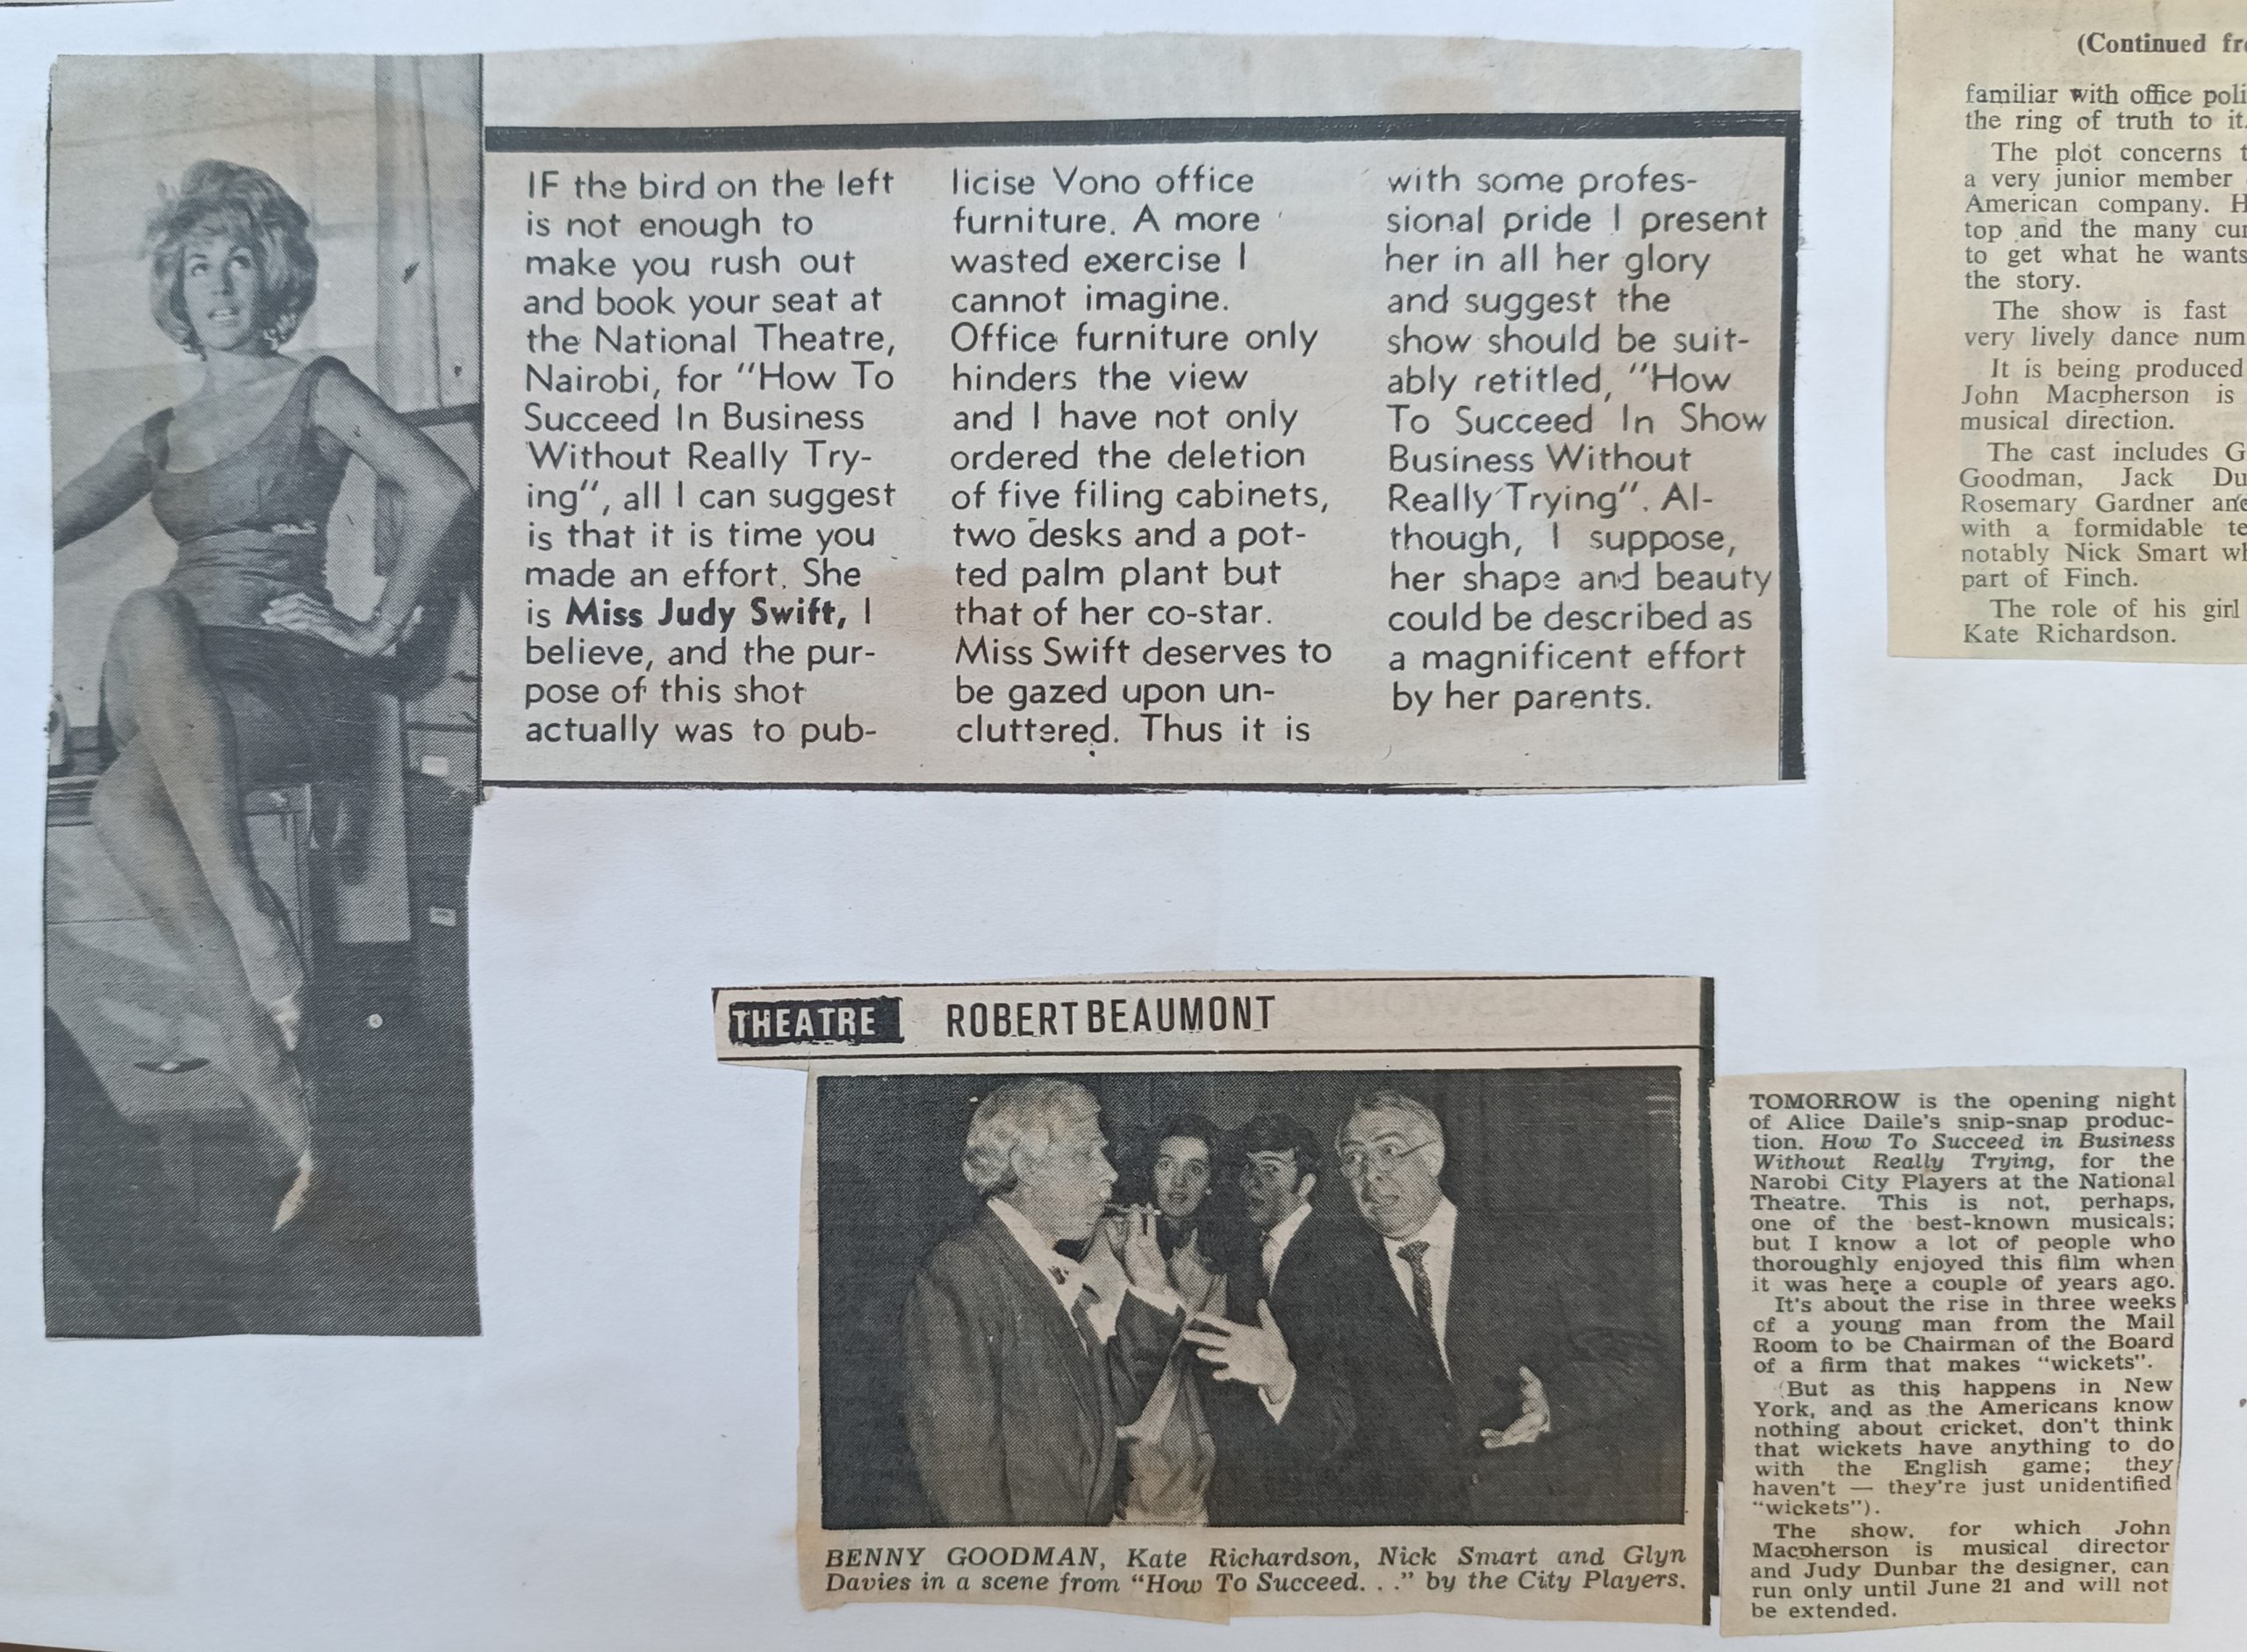 IF the bird on the left
is not enough to
make you rush out
and book your seat at
the National Theatre,
Nairobi, for "How To
Succeed In Business
Without Really Try-
ing", all I can suggest
is that it is time you
made an effort. She
is Miss Judy Swift, I
believe, and the pur-
pose of this shot
actually was to pub-
licise Vono office
furniture. A more
wasted exercise I
cannot imagine.
Office furniture only
hinders the view
and I have not only
ordered the deletion
of five filing cabinets,
two desks and a pot-
ted palm plant but
that of her co-star.
Miss Swift deserves to
be gazed upon un-
cluttered. Thus it is
with some profes-
sional pride I present
her in all her glory
and suggest the
show should be suit-
ably retitled, "How
To Succeed In Show
Business Without
Really Trying". Al-
though, I suppose,
her shape and beauty
could be described as
a magnificent effort
by her parents.
(Continued
familiar with office
the ring of truth to it.
The plot concerns
a very junior member
American company.
top and the many
to get what he wants
the story.
The show is fast
very lively dance
It is being produced
John Macpherson is
musical direction.
The cast includes
Goodman, Jack
Rosemary Gardner
with a formidable
notably Nick Smart
part of Finch.
The role of his girl
Kate Richardson.
THEATRE ROBERT BEAUMONT
BENNY GOODMAN, Kate Richardson, Nick Smart and Glyn
Davies in a scene from "How To Succeed. . ." by the City Players.
TOMORROW is the opening night
of Alice Daile's snip-snap produc-
tion. How To Succeed in Business
Without Really Trying, for the
Narobi City Players at the National
Theatre. This is not, perhaps,
one of the best-known musicals;
but I know a lot of people who
thoroughly enjoyed this film when
it was here a couple of years ago.
It's about the rise in three weeks
of a young man from the Mail
Room to be Chairman of the Board
of a firm that makes "wickets".
(But as this happens in New
York, and as the Americans know
nothing about cricket, don't think
that wickets have anything to do
with the English game; they
haven't — they're just unidentified
"wickets").
The show, for which John
Macpherson is musical director
and Judy Dunbar the designer, can
run only until June 21 and will not
be extended.